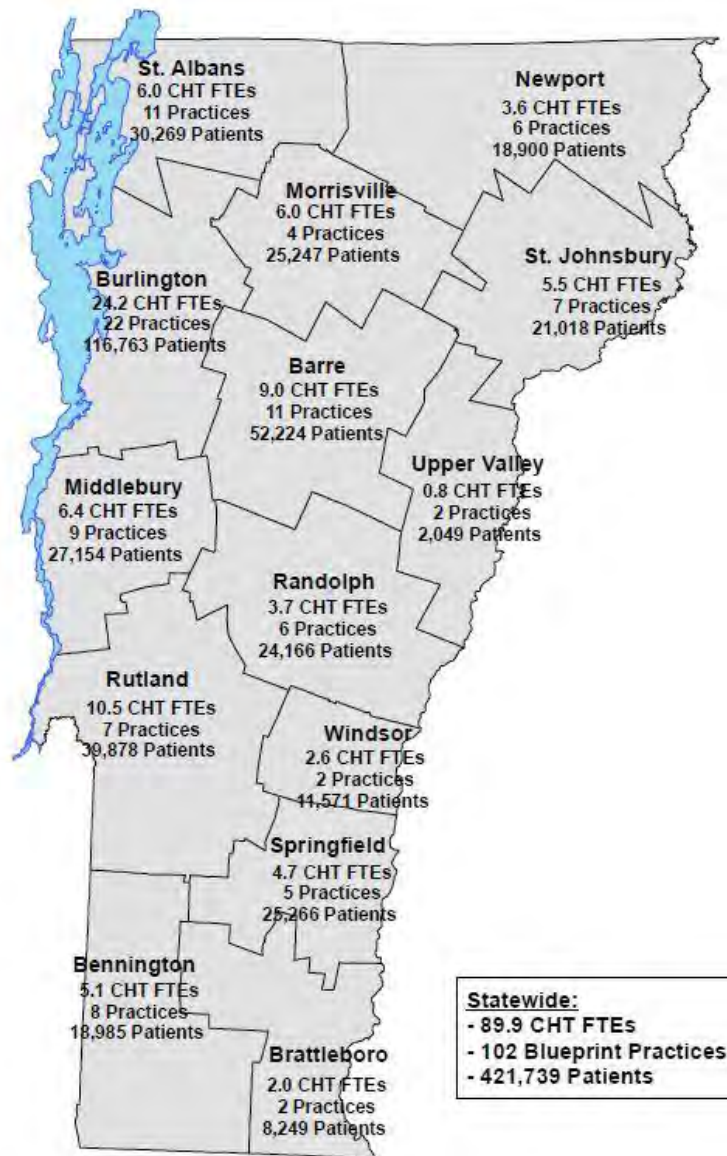 St. Albans
6.0 CHT FTEs
11 Practices
30,269 Patients
Newport
3.6 CHT FTEs
6 Practices
18,900 Patients
Morrisville
6.0 CHT FTEs
4 Practices
25,247 Patients
St. Johnsbury
5.5 CHT FTEs
7 Practices
21,018 Patients
Burlington
24.2 CHT FTEs
22 Practices
116,763 Patients
Barre
9.0 CHT FTEs
11 Practices
52,224 Patients
Upper Valley
0.8 CHT FTEs
2 Practices
2,049 Patients
Middlebury
6.4 CHT FTEs
9 Practices
27,154 Patients
Randolph
3.7 CHT FTEs
6 Practices
24,166 Patients
Rutland
10.5 CHT FTEs
7 Practices
39,878 Patients
Windsor
2.6 CHT FTEs
2 Practices
11,571 Patients
Springfield
4.7 CHT FTEs
5 Practices
25,266 Patients
Bennington
5.1 CHT FTEs
8 Practices
18,985 Patients
Brattleboro
2.0 CHT FTEs
2 Practices
8,249 Patients
Statewide:
- 89.9 CHT FTEs
- 102 Blueprint Practices
- 421,739 Patients